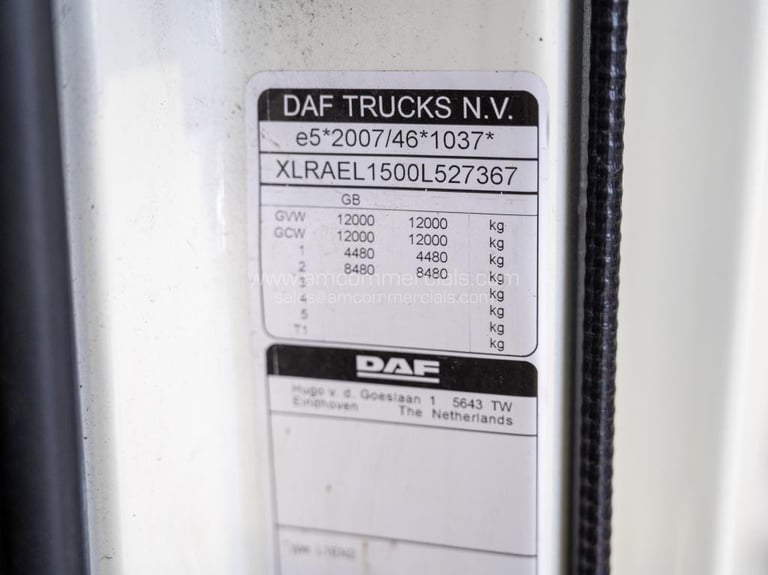 DAF TRUCKS N.V.
e5*2007/46*1037*
XLRAEL1500L527367
GB
GVW 12000 12000 kg
GCW 12000 12000 kg
1 4480 4480 kg
2 8480 8480 kg
3 kg
4 kg
5 kg
T1 kg
www.amcommercials.com
sales@amcommercials.com
DAF
Hugo v. d. Goeslaan 1 5643 TW
Eindhoven The Netherlands
Type